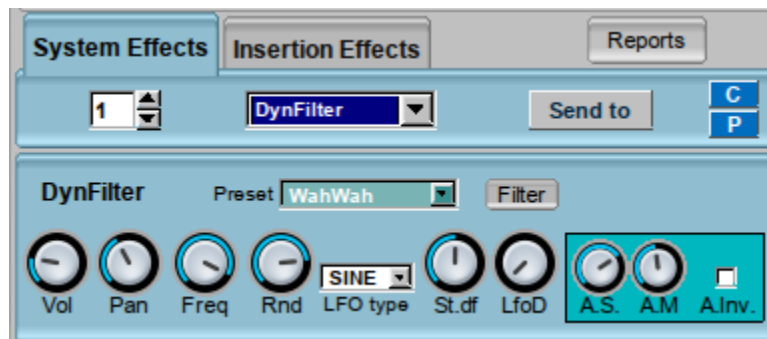 System Effects Insertion Effects Reports
1 DynFilter Send to C
P
DynFilter Preset WahWah Filter
SINE
Vol Pan Freq Rnd LFO type St.df LfoD A.S. A.M A.Inv.